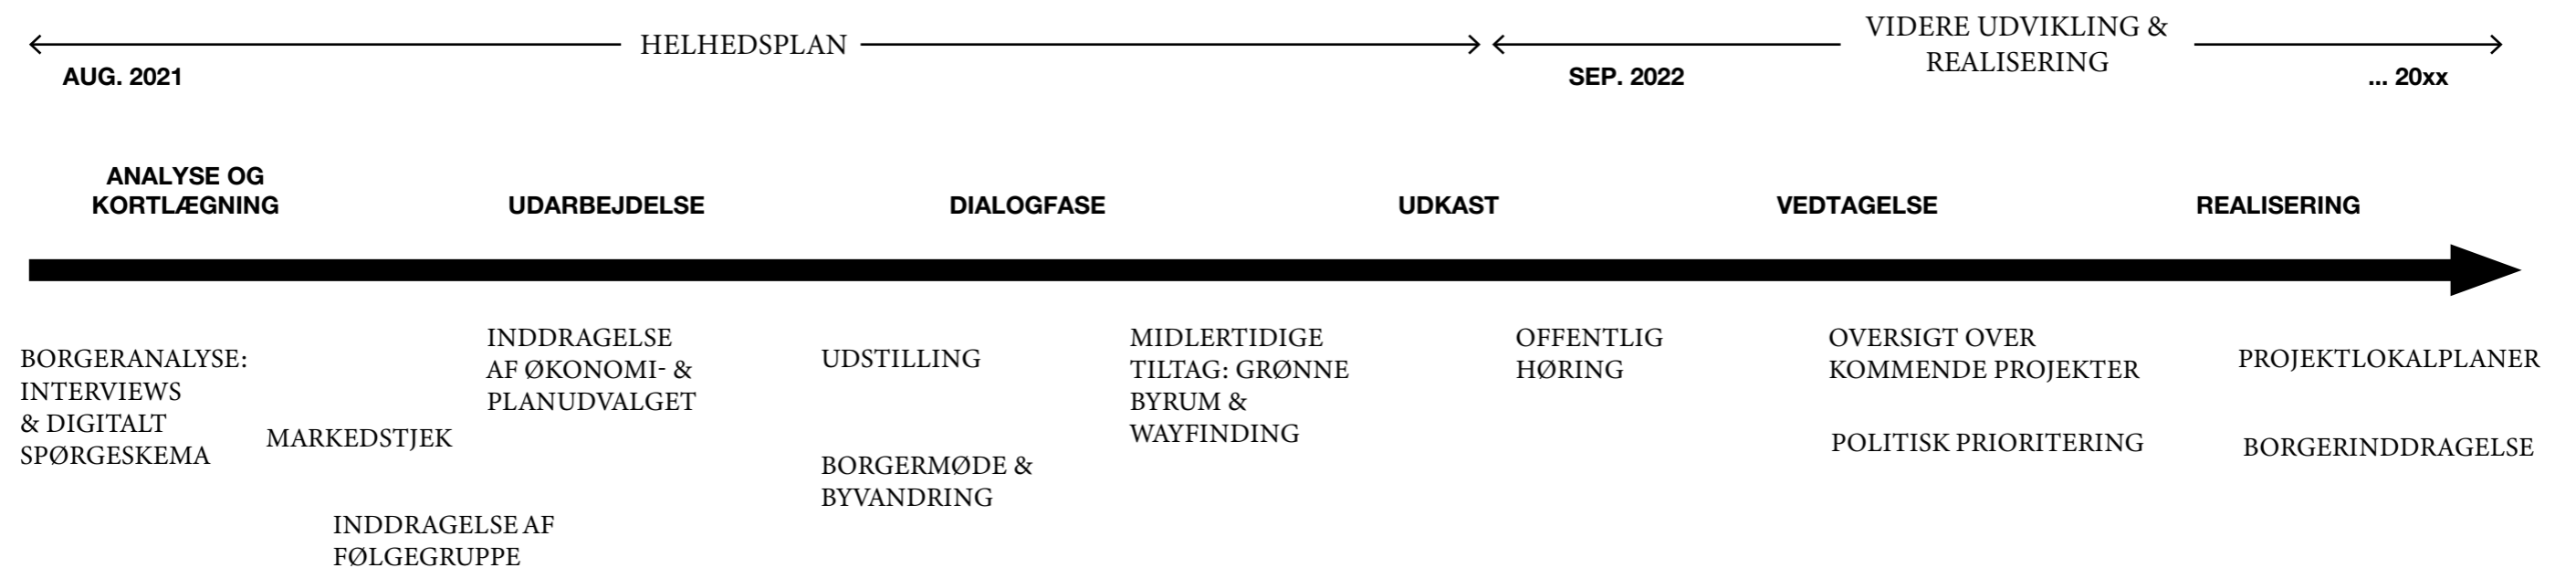 HELHEDSPLAN
VIDERE UDVIKLING &
REALISERING
AUG. 2021
SEP. 2022
... 20xx
ANALYSE OG
KORTLÆGNING
UDARBEJDELSE
DIALOGFASE
UDKAST
VEDTAGELSE
REALISERING
BORGERANALYSE:
INTERVIEWS
& DIGITALT
SPØRGESKEMA
MARKEDSTJEK
INDDRAGELSE AF
FØLGEGRUPPE
INDDRAGELSE
AF ØKONOMI- &
PLANUDVALGET
UDSTILLING
BORGERMØDE &
BYVANDRING
MIDLERTIDIGE
TILTAG: GRØNNE
BYRUM &
WAYFINDING
OFFENTLIG
HØRING
OVERSIGT OVER
KOMMENDE PROJEKTER
POLITISK PRIORITERING
PROJEKTLOKALPLANER
BORGERINDDRAGELSE